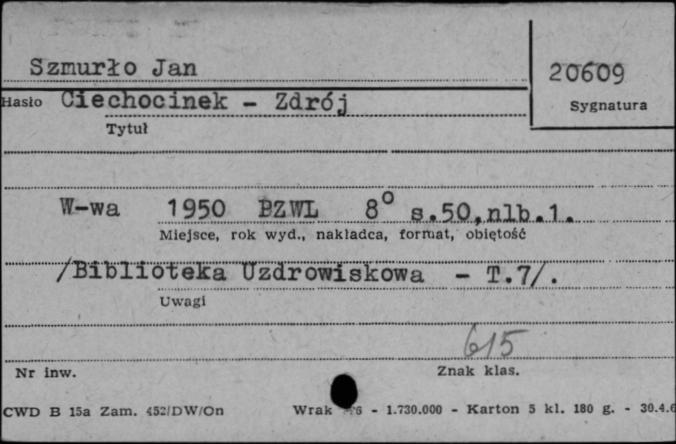 Szmurło Jan
20609
Hasło Ciechocinek - Zdrój
Sygnatura
Tytuł
W-wa 1950 PZWL 8° s.50,nlb.1.
Miejsce, rok wyd., nakładca, format, objętość
/Biblioteka Uzdrowiskowa - T.7/.
Uwagi
615
Nr inw.
Znak klas.
CWD B 15a Zam. 452/DW/On Wrak - 1.730.000 - Karton 5 kl. 180 g. - 30.4.6